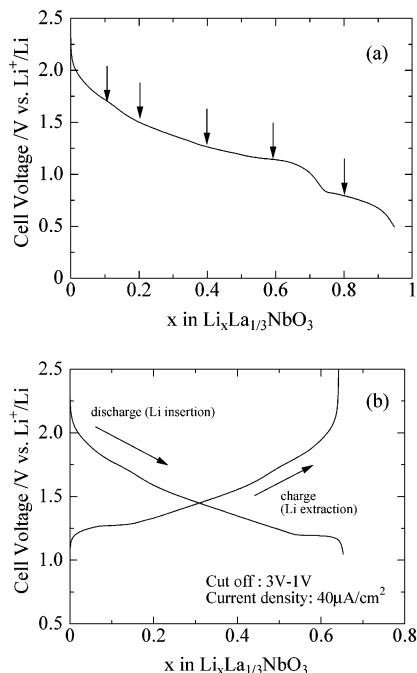 (a)
2.5
2.0
1.5
1.0
0.5
0
Cell Voltage /V vs. Li⁺/Li
0 0.2 0.4 0.6 0.8 1
x in LiₓLa₁/₃NbO₃
(b)
2.5
2.0
1.5
1.0
0.5
0
Cell Voltage /V vs. Li⁺/Li
discharge (Li insertion)
charge
(Li extraction)
Cut off : 3V-1V
Current density: 40μA/cm²
0 0.2 0.4 0.6 0.8
x in LiₓLa₁/₃NbO₃